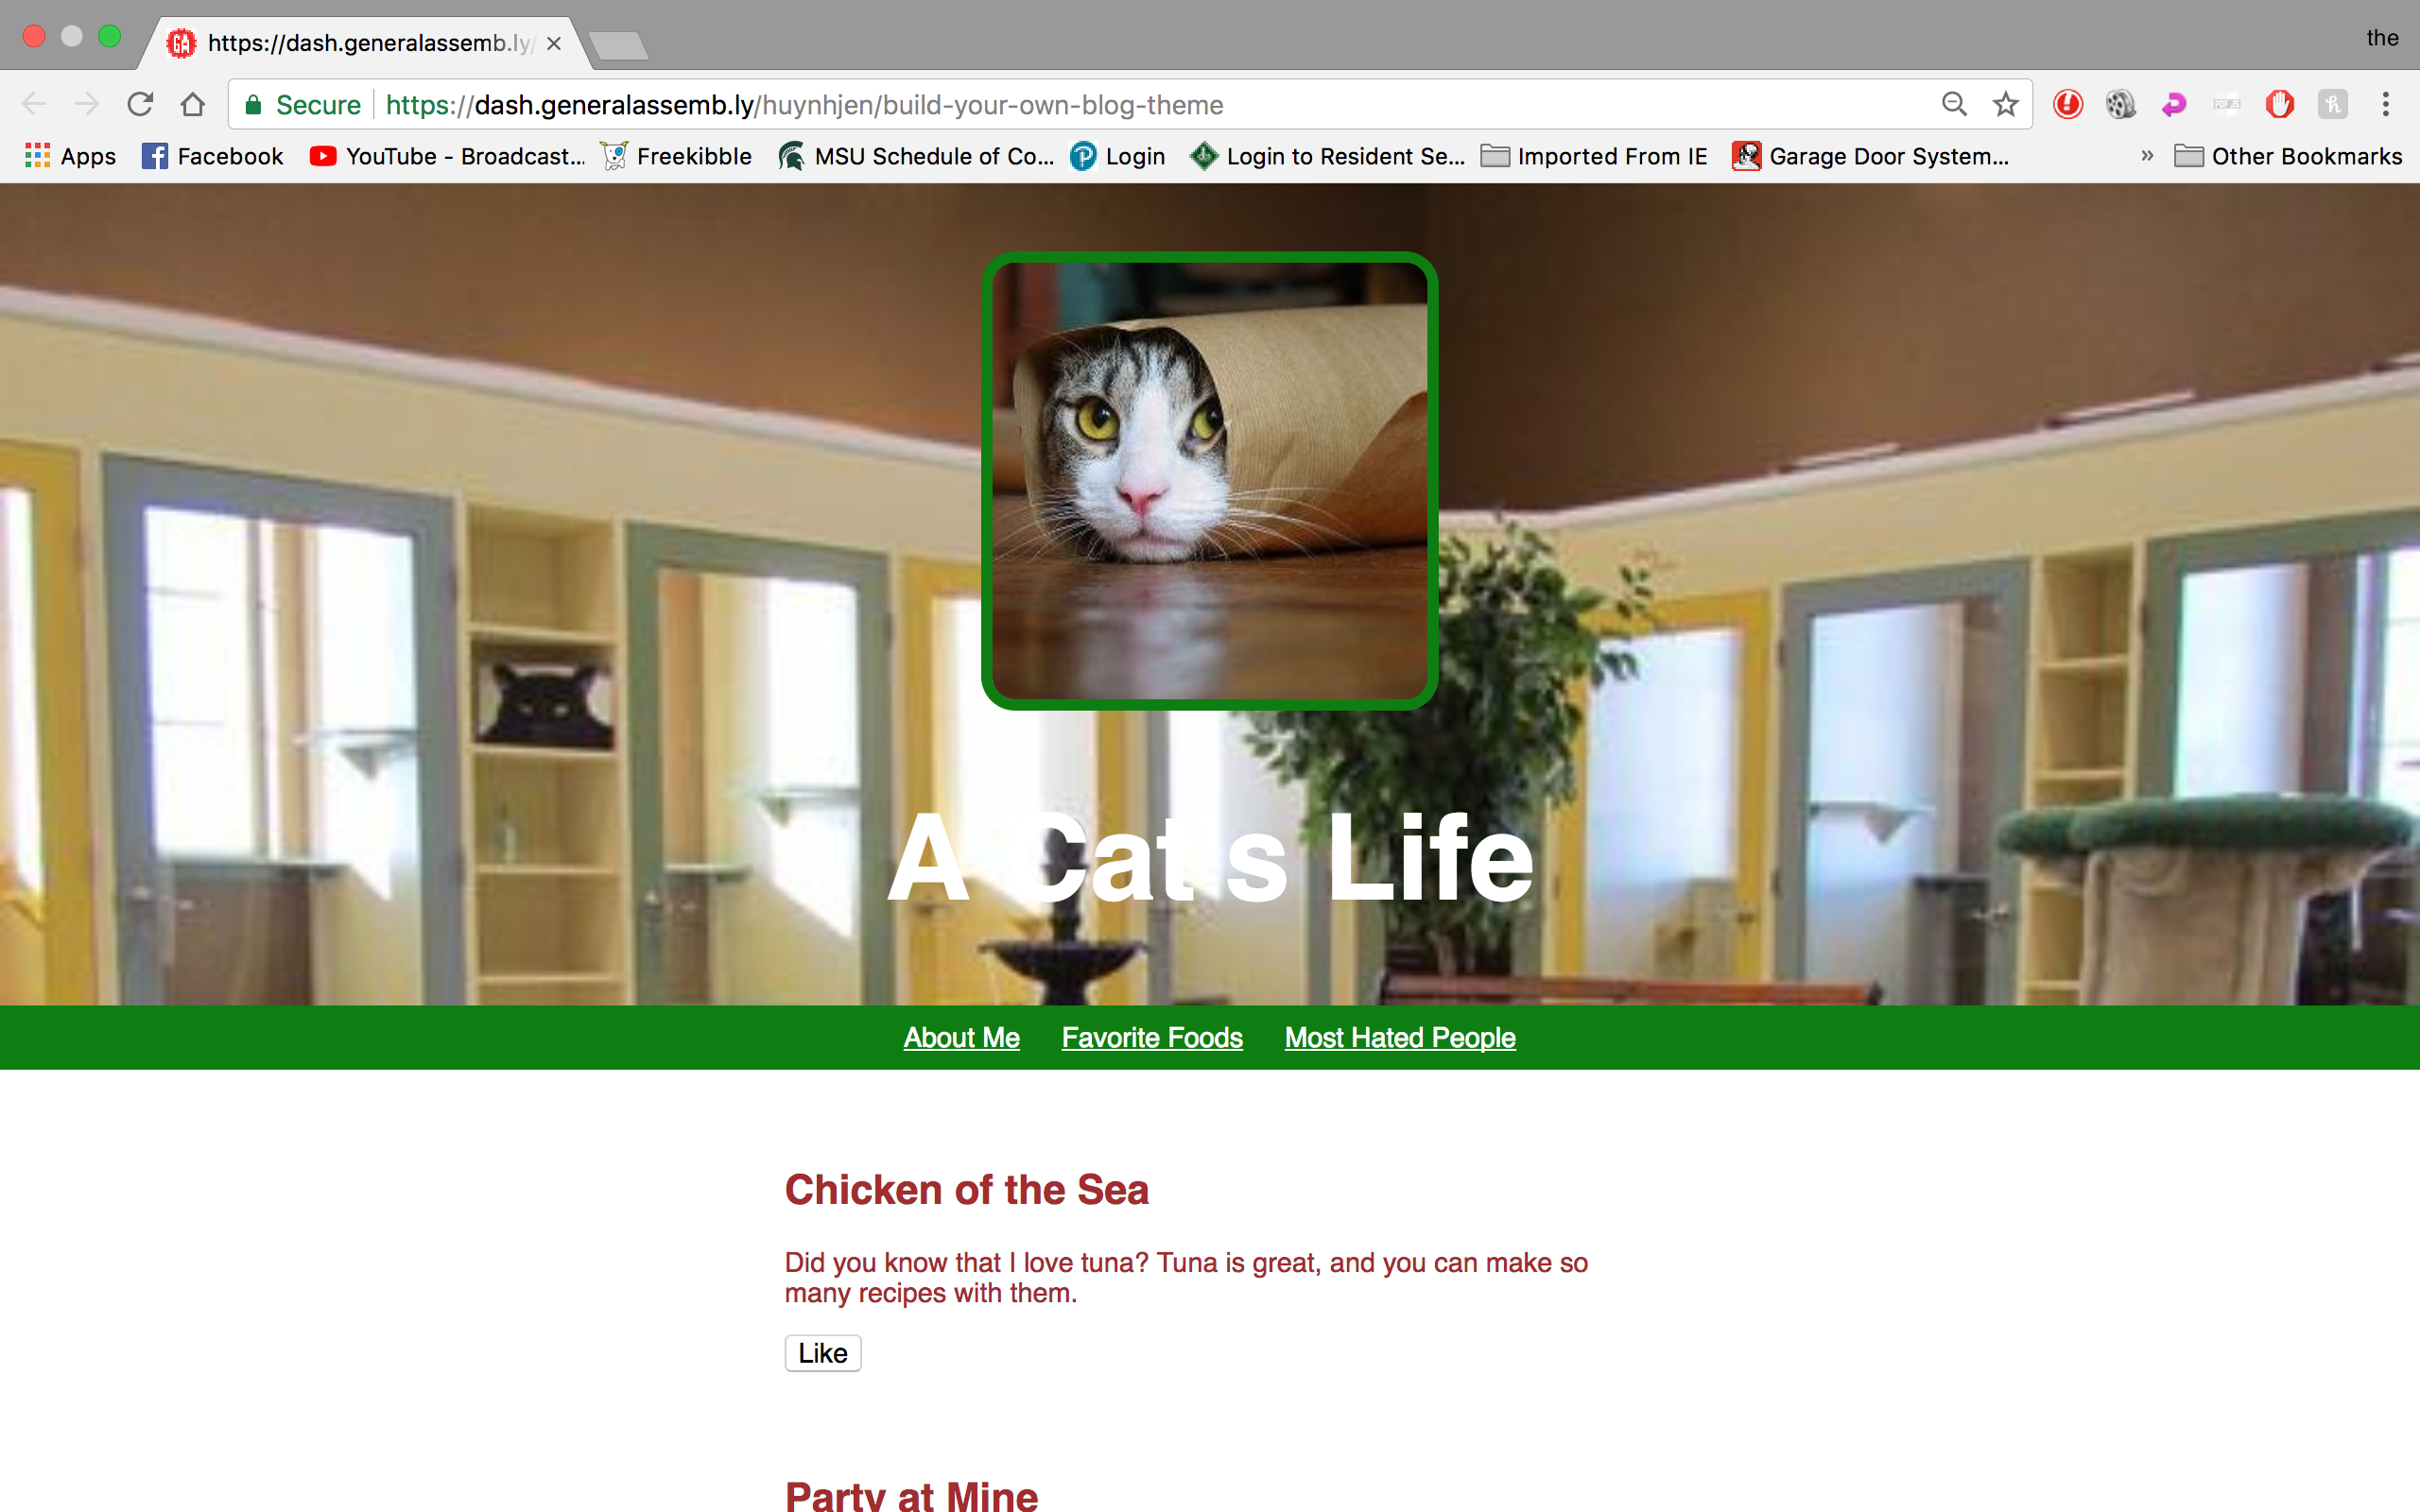 https://dash.generalassemb.ly/
the
Secure https://dash.generalassemb.ly/huynhjen/build-your-own-blog-theme
Apps Facebook YouTube - Broadcast... Freekibble MSU Schedule of Co... Login Login to Resident Se... Imported From IE Garage Door System... » Other Bookmarks
A Cat's Life
About Me Favorite Foods Most Hated People
Chicken of the Sea
Did you know that I love tuna? Tuna is great, and you can make so
many recipes with them.
Like
Party at Mine